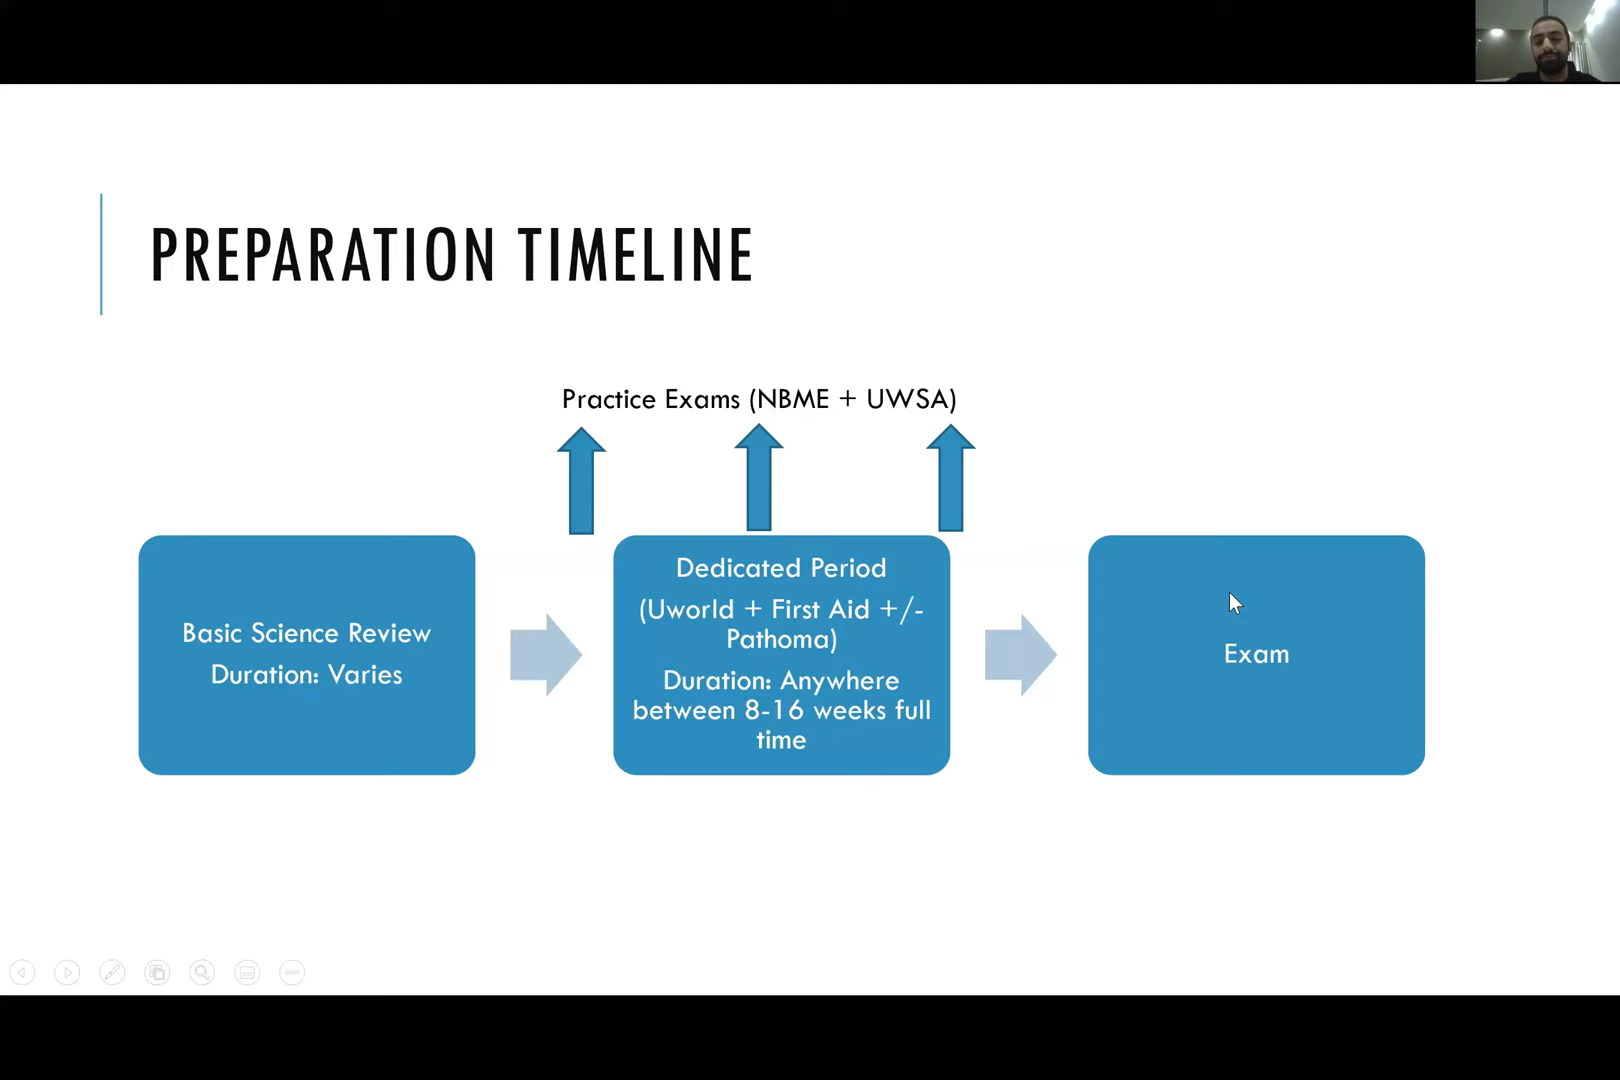 PREPARATION TIMELINE
Practice Exams (NBME + UWSA)
Basic Science Review
Duration: Varies
Dedicated Period
(Uworld + First Aid +/-
Pathoma)
Duration: Anywhere
between 8-16 weeks full
time
Exam